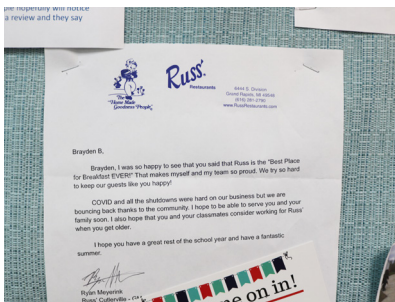 ple hopefully will notice
a review and they say
The
"Home Made
Goodness People"
Russ'
Restaurants
4444 S. Division
Grand Rapids, MI
www.RussRestaurants.com
Brayden B,
Brayden, I was so happy to see that you said that Russ is the "Best Place
for Breakfast EVER!" That makes myself and my team so proud. We try so hard
to keep our guests like you happy!
COVID and all the shutdowns were hard on our business but we are
bouncing back thanks to the community. I hope to be able to serve you and your
family soon. I also hope that you and your classmates consider working for Russ'
when you get older.
I hope you have a great rest of the school year and have a fantastic
summer.
Ryan Meyerink
Russ' Cutlerville -
me on in!